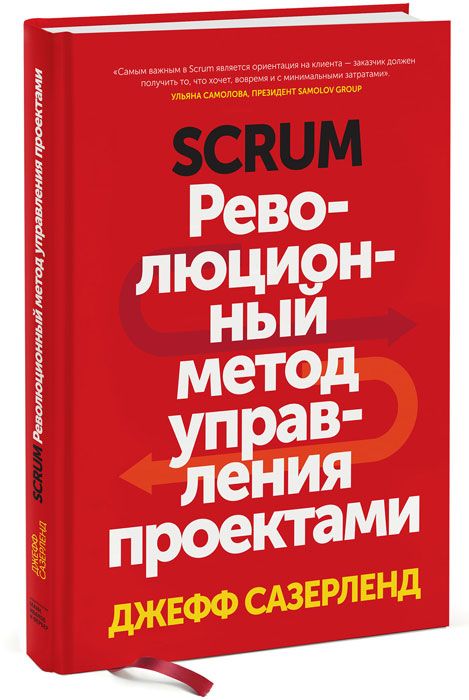 «Самым важным в Scrum является ориентация на клиента — заказчик должен
получить то, что хочет, вовремя и с минимальными затратами».
УЛЬЯНА САМОЛОВА, ПРЕЗИДЕНТ SAMOLOV GROUP
SCRUM
Рево-
люцион-
ный
метод
управ-
ления
проектами
ДЖЕФФ САЗЕРЛЕНД
ДЖЕФФ
САЗЕРЛЕНД
SCRUM Революционный метод управления проектами